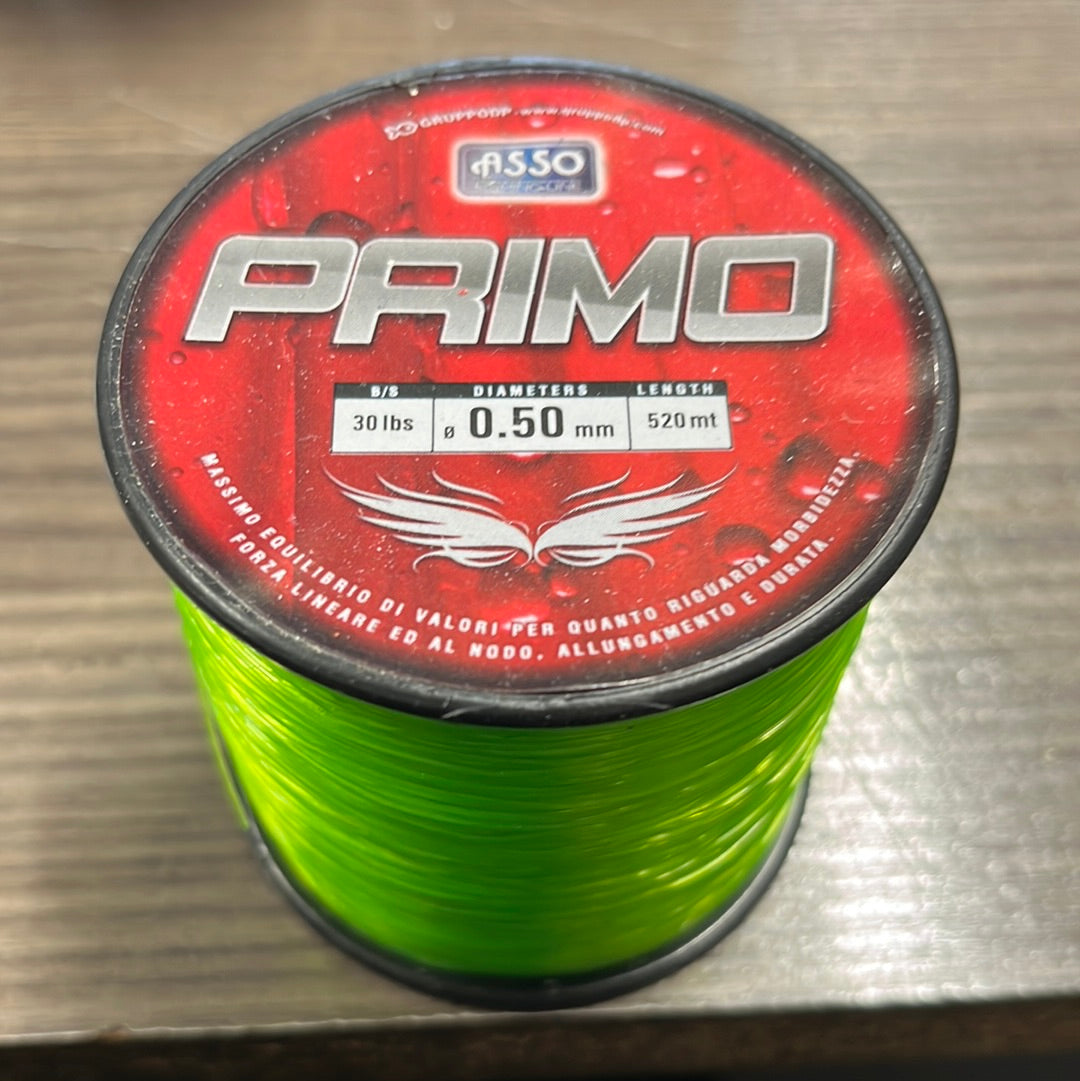 GRUPPODP - www.gruppodp.com
ASSO
PRIMO
B/S DIAMETERS LENGTH
30 lbs ø 0.50 mm 520 mt
MASSIMO EQUILIBRIO DI VALORI PER QUANTO RIGUARDA MORBIDEZZA,
FORZA LINEARE ED AL NODO, ALLUNGAMENTO E DURATA.